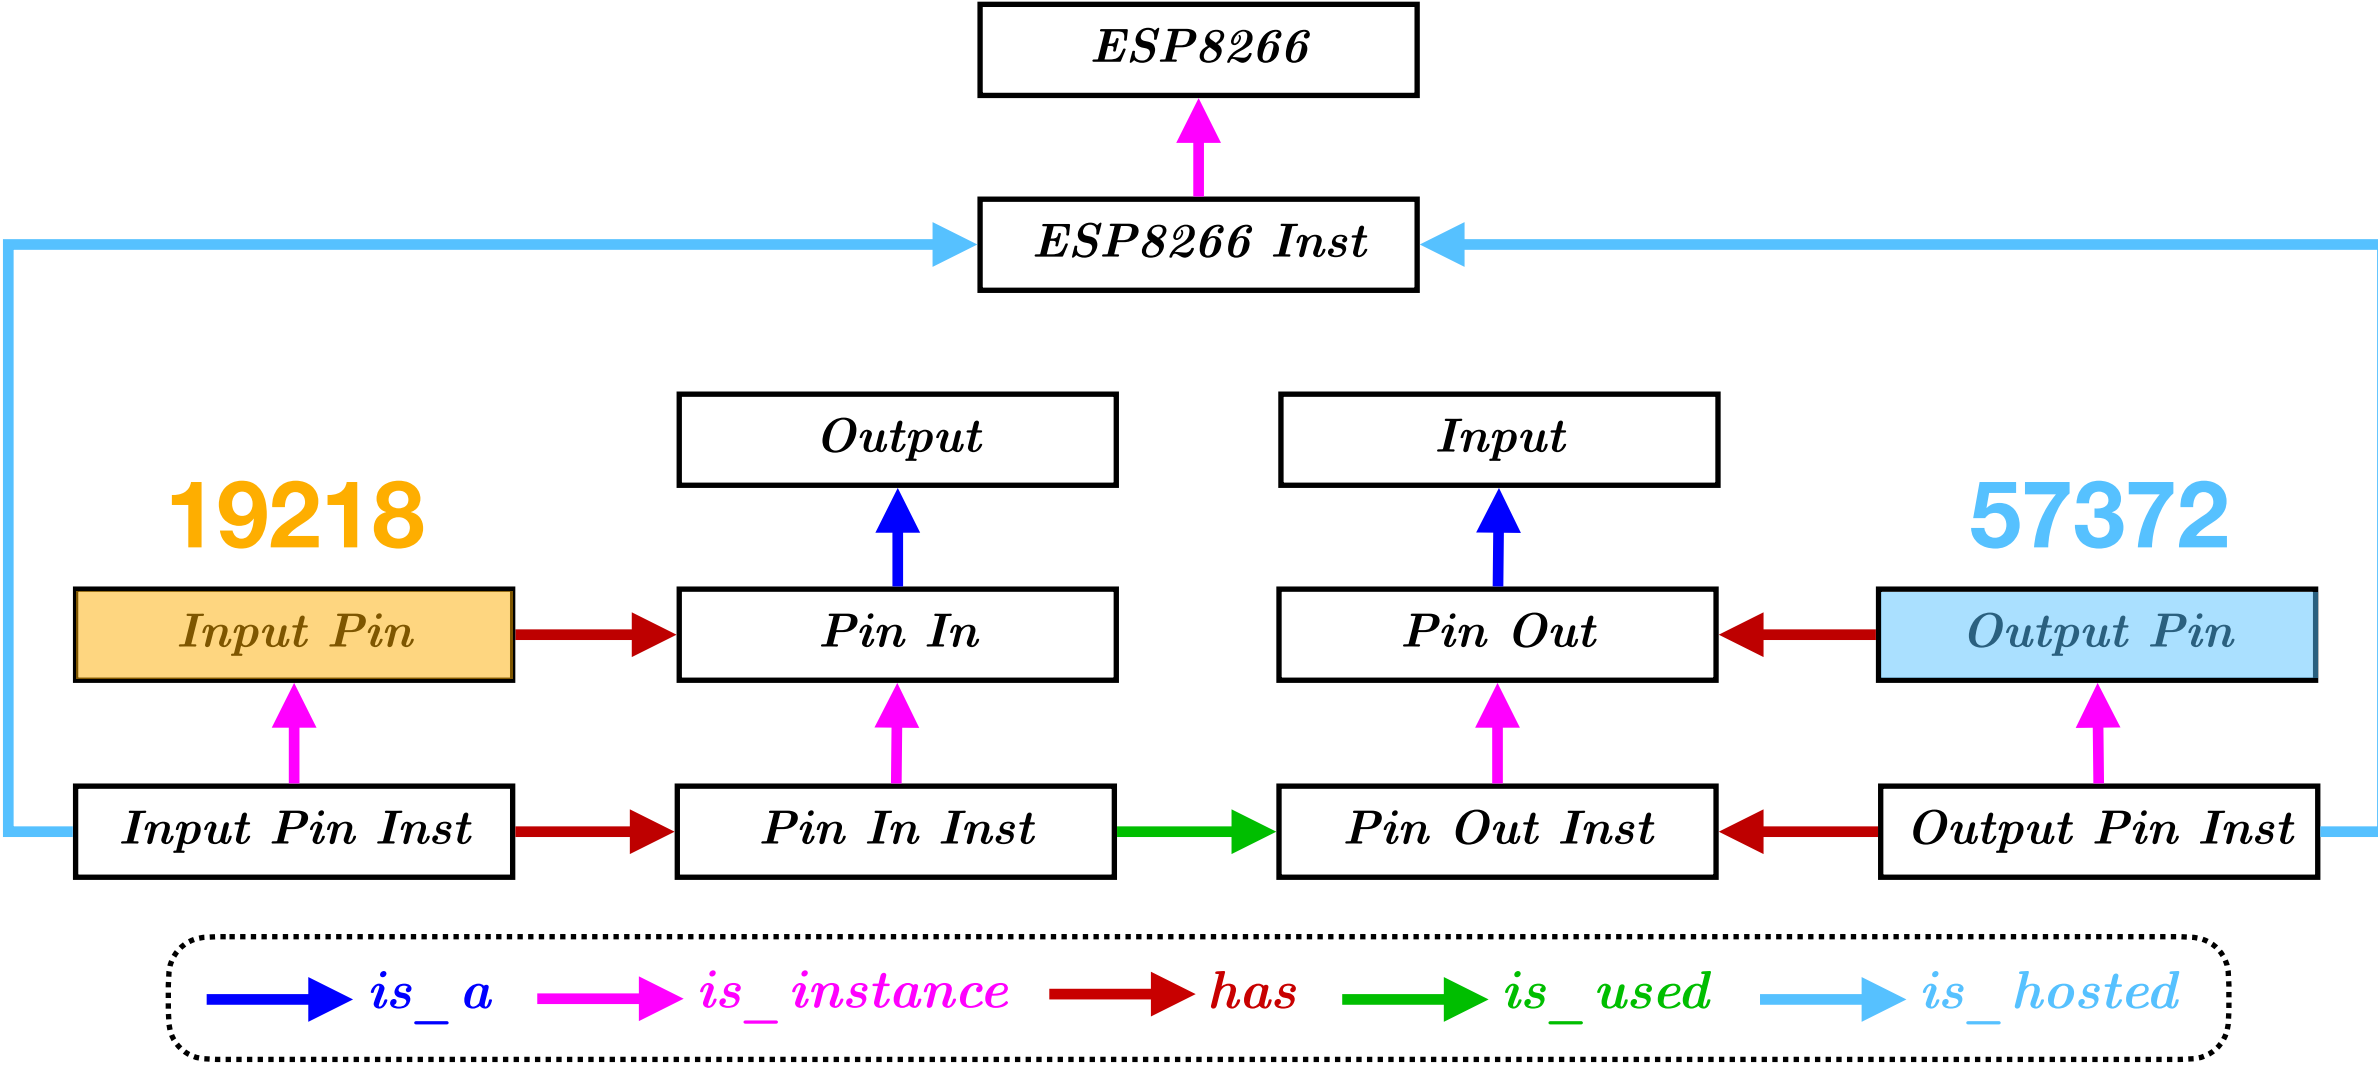 ESP8266
ESP8266 Inst
Output
Input
19218
57372
Input Pin
Pin In
Pin Out
Output Pin
Input Pin Inst
Pin In Inst
Pin Out Inst
Output Pin Inst
is_a
is_instance
has
is_used
is_hosted